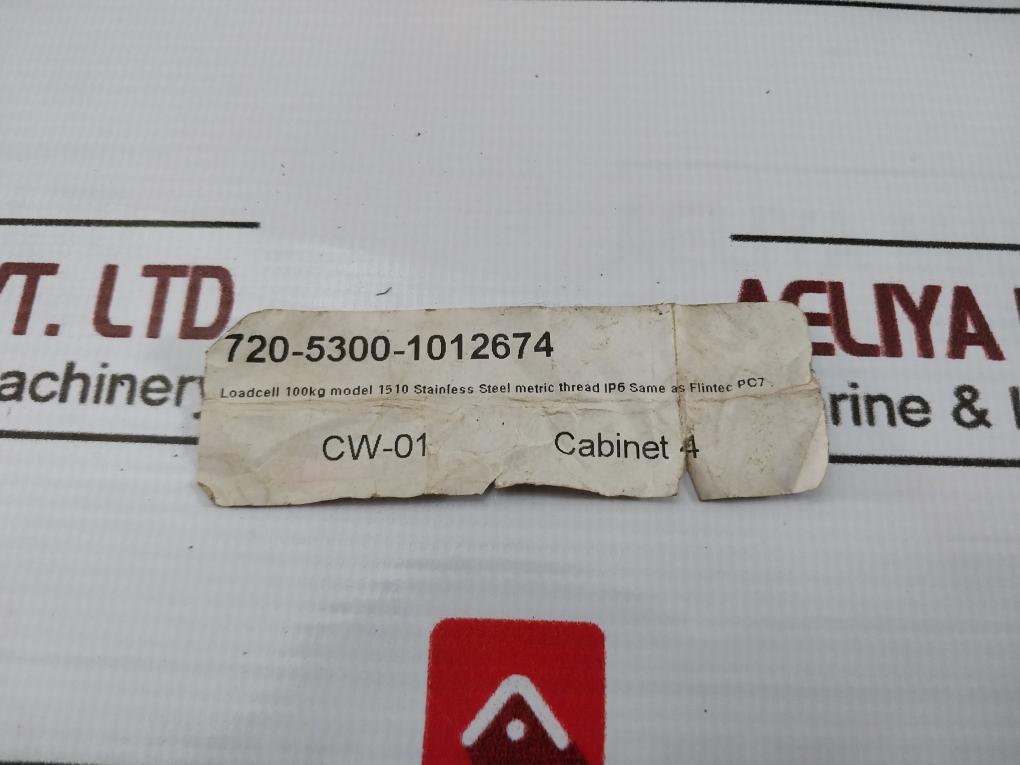 VT. LTD
AELIYA
achinery
rine &
720-5300-1012674
Loadcell 100kg model 1510 Stainless Steel metric thread IP6 Same as Flintec PC7 .
CW-01 Cabinet 4